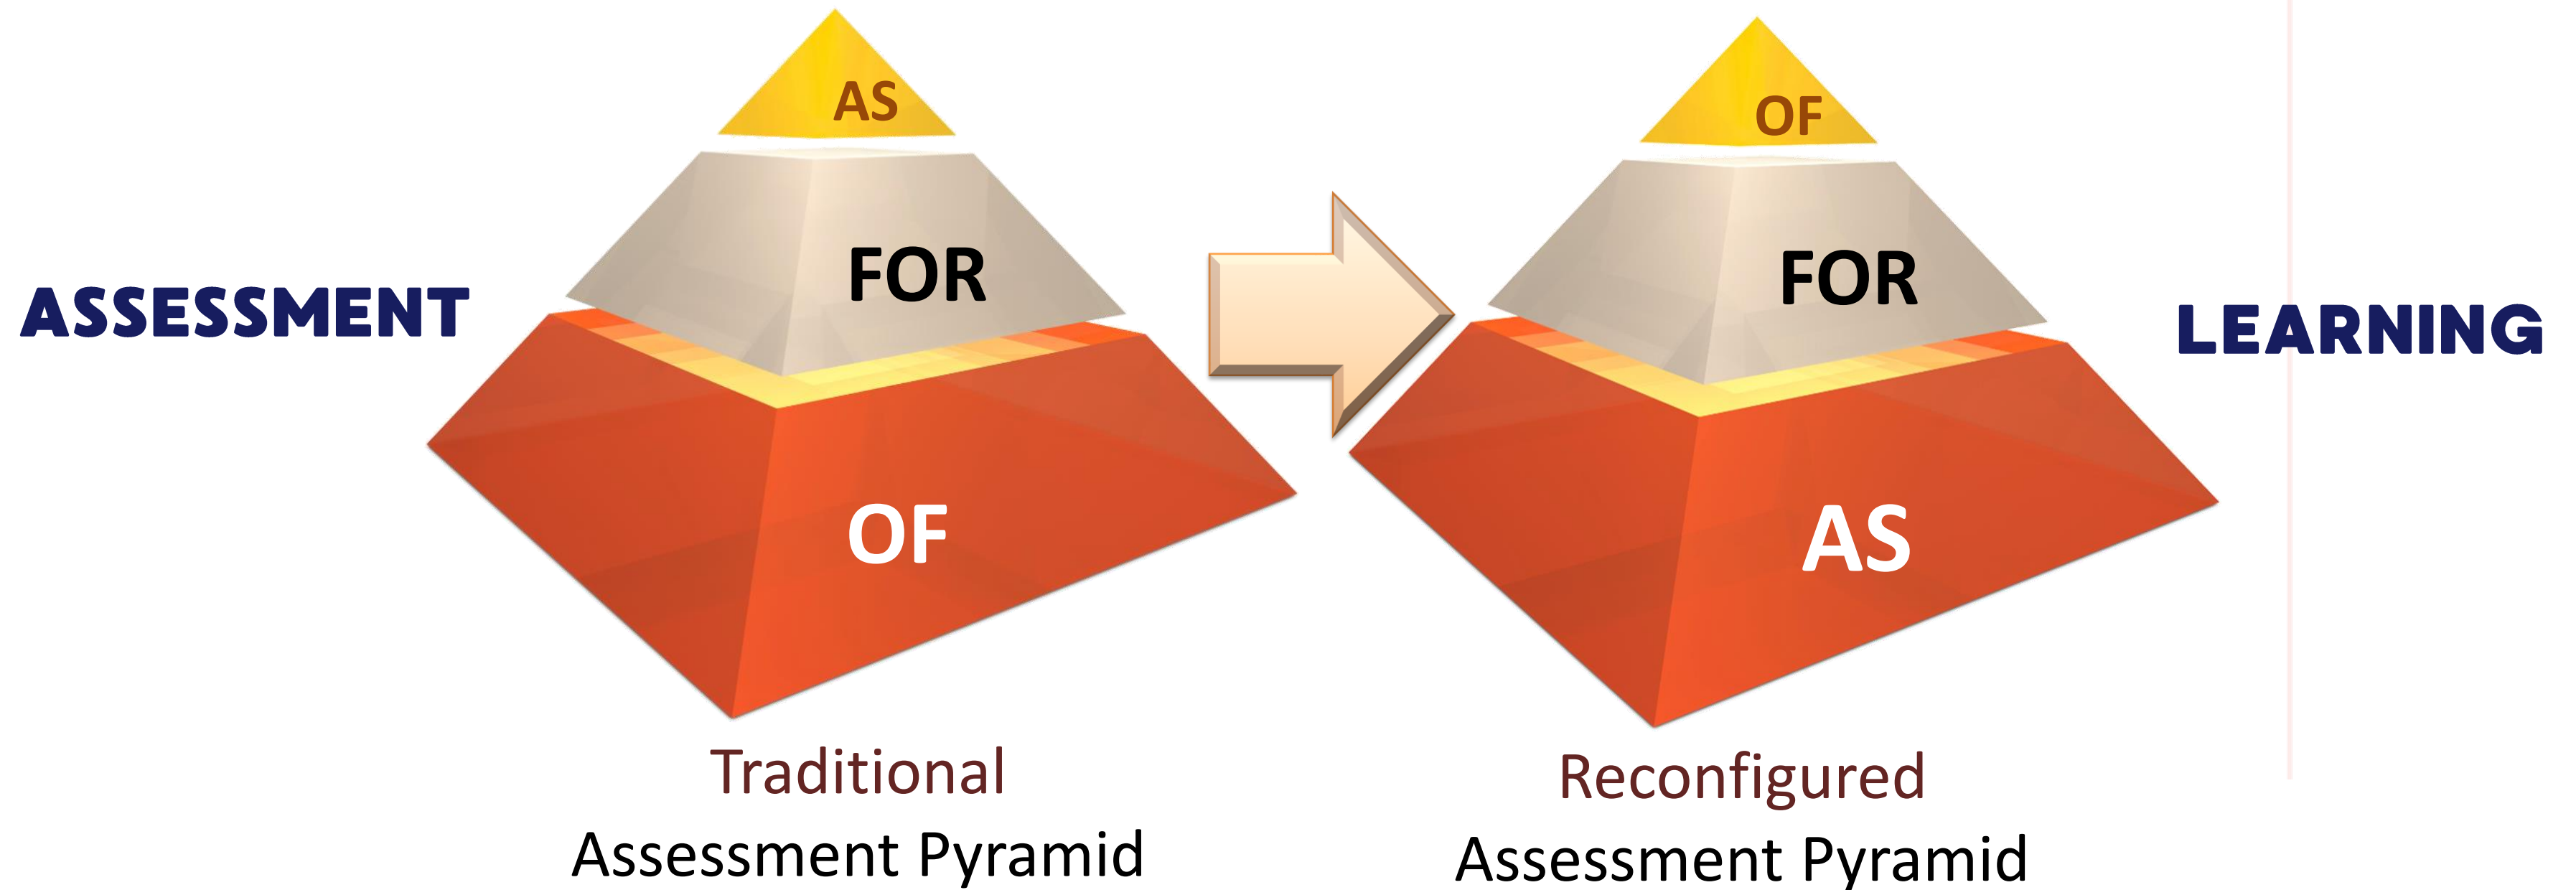 ASSESSMENT
AS
FOR
OF
Traditional
Assessment Pyramid
OF
FOR
AS
Reconfigured
Assessment Pyramid
LEARNING